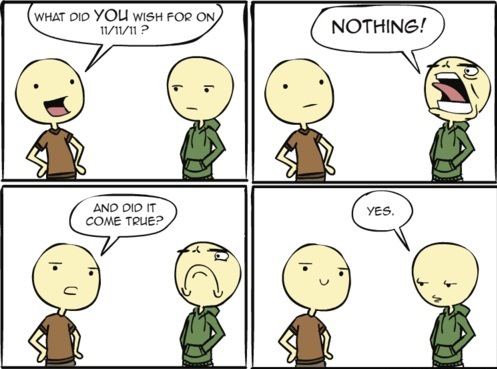 WHAT DID YOU WISH FOR ON
11/11/11 ?
NOTHING!
AND DID IT
COME TRUE?
YES.